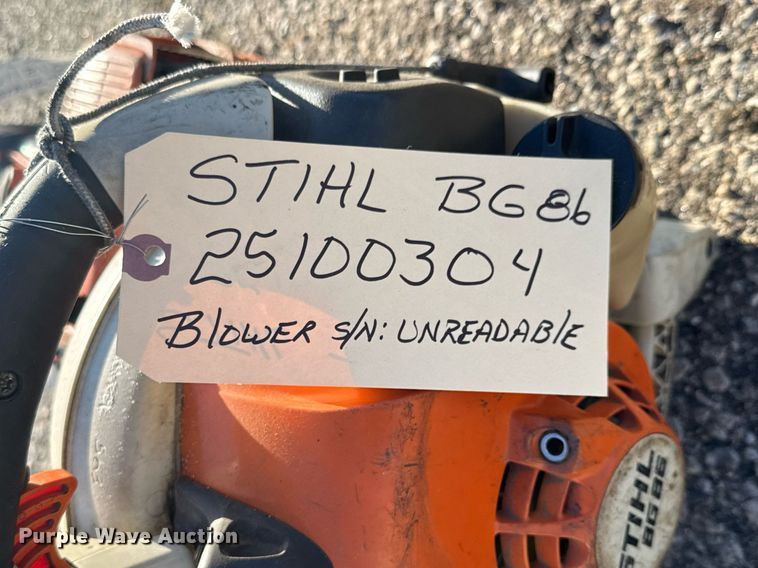 STIHL BG86
25100304
BlOWER S/N: UNREADABLE
STIHL
BG 86
Purple Wave Auction